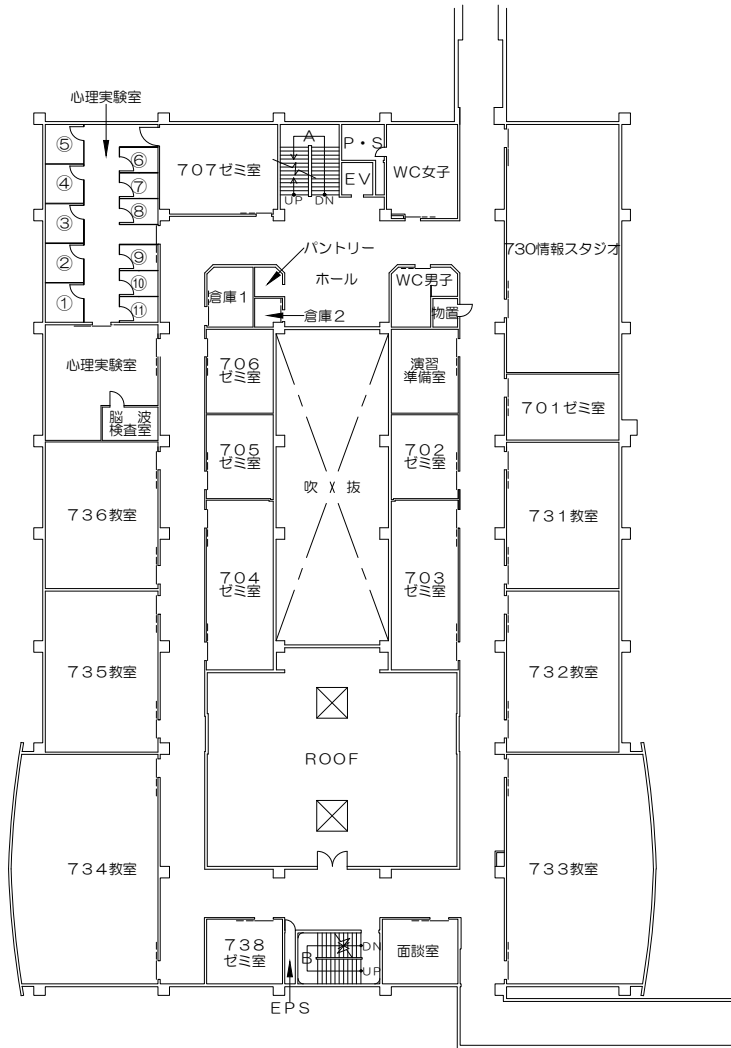 心理実験室
⑤
④
③
②
①
⑥
⑦
⑧
⑨
⑩
⑪
707ゼミ室
A
UP
DN
P・S
EV
WC女子
730情報スタジオ
パントリー
ホール
倉庫1
倉庫2
WC男子
物置
心理実験室
脳 波
検査室
706
ゼミ室
演習
準備室
701ゼミ室
705
ゼミ室
702
ゼミ室
吹 抜
736教室
731教室
704
ゼミ室
703
ゼミ室
735教室
732教室
ROOF
734教室
733教室
738
ゼミ室
B
DN
UP
面談室
EPS